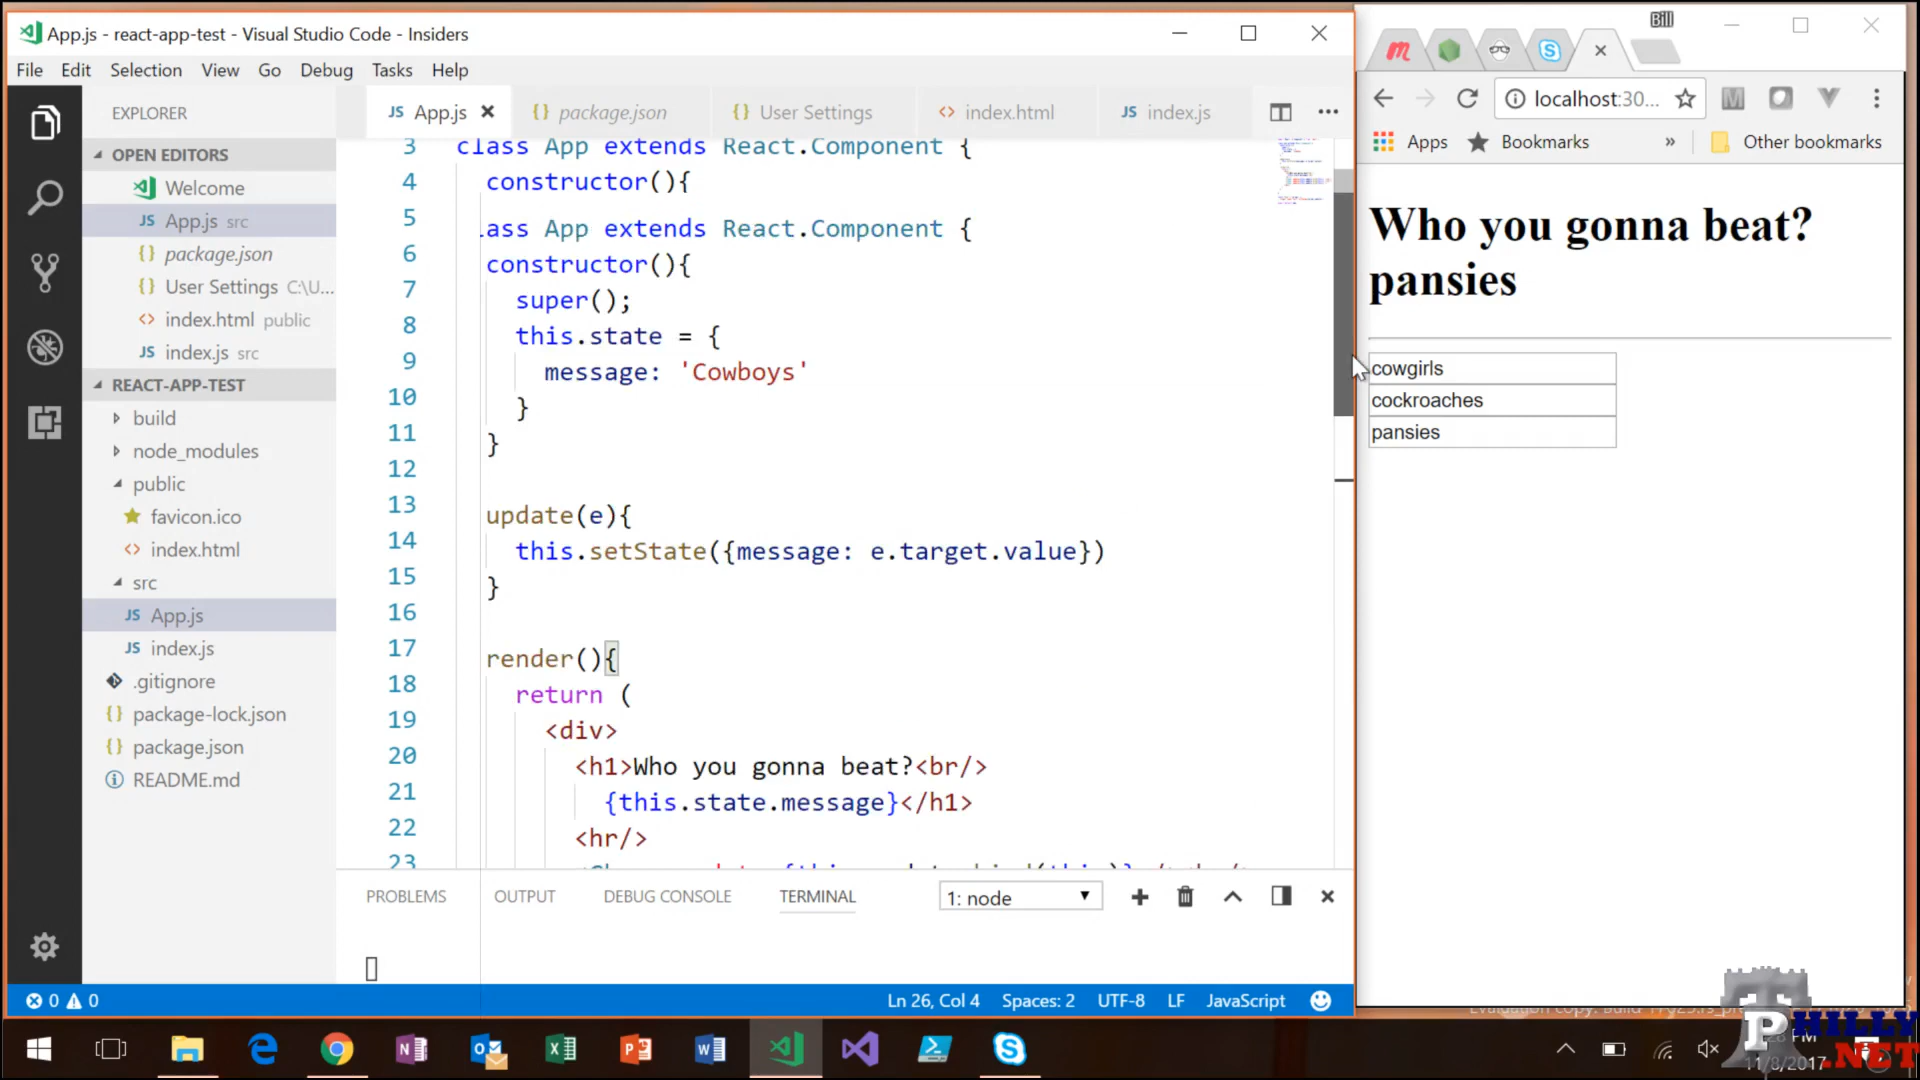 App.js - react-app-test - Visual Studio Code - Insiders
File Edit Selection View Go Debug Tasks Help
EXPLORER
OPEN EDITORS
Welcome
App.js src
package.json
User Settings C:\U...
index.html public
index.js src
REACT-APP-TEST
build
node_modules
public
favicon.ico
index.html
src
App.js
index.js
.gitignore
package-lock.json
package.json
README.md
App.js package.json User Settings index.html index.js
3 class App extends React.Component {
4 constructor(){
5 lass App extends React.Component {
6 constructor(){
7 super();
8 this.state = {
9 message: 'Cowboys'
10 }
11 }
12
13 update(e){
14 this.setState({message: e.target.value})
15 }
16
17 render(){
18 return (
19 <div>
20 <h1>Who you gonna beat?<br/>
21 {this.state.message}</h1>
22 <hr/>
23
PROBLEMS OUTPUT DEBUG CONSOLE TERMINAL 1: node
0 0 Ln 26, Col 4 Spaces: 2 UTF-8 LF JavaScript
Bill
localhost:30...
Apps Bookmarks » Other bookmarks
Who you gonna beat?
pansies
cowgirls
cockroaches
pansies
PHILLY
.NET
11/8/2017